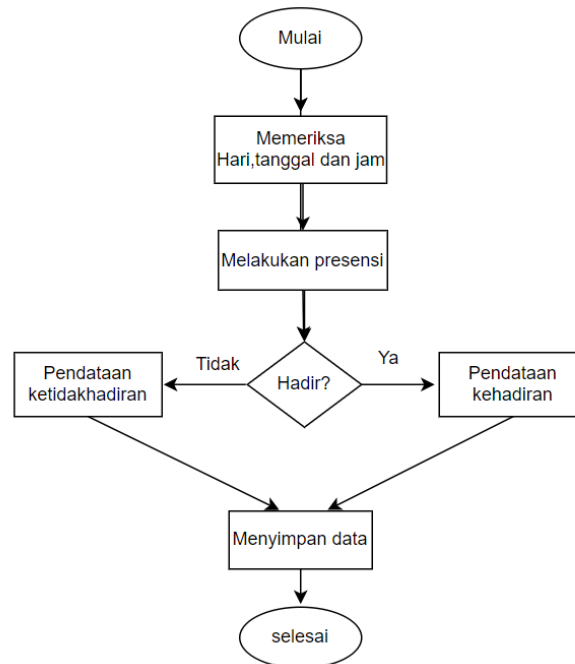 Mulai
Memeriksa
Hari,tanggal dan jam
Melakukan presensi
Hadir?
Tidak
Ya
Pendataan
ketidakhadiran
Pendataan
kehadiran
Menyimpan data
selesai